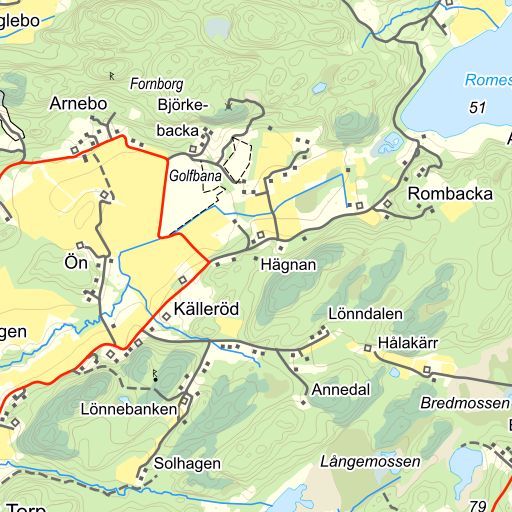 glebo
Fornborg
Romes
Arnebo
Björke-
backa
51
A
Golfbana
Rombacka
Ön
Hägnan
Källeröd
Lönndalen
gen
Hålakärr
Annedal
Lönnebanken
Bredmossen
Solhagen
Långemossen
Torp
79